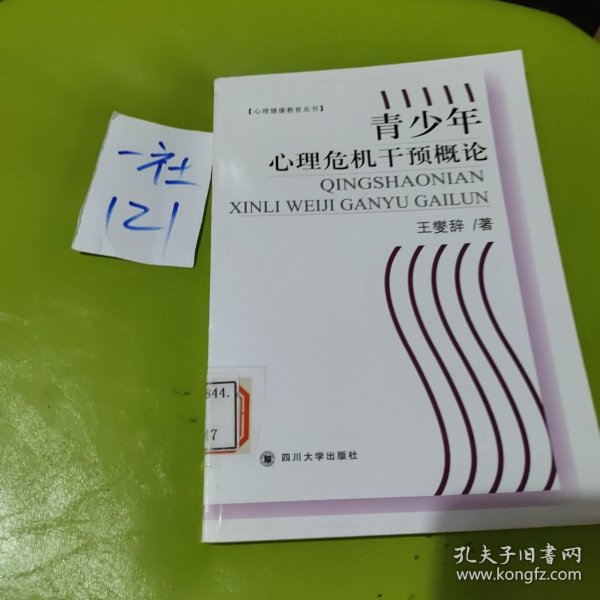 一社
121
【心理健康教育丛书】
青少年
心理危机干预概论
QINGSHAONIAN
XINLI WEIJI GANYU GAILUN
王燮辞 /著
844.
47
四川大学出版社
孔夫子旧书网
www.kongfz.com